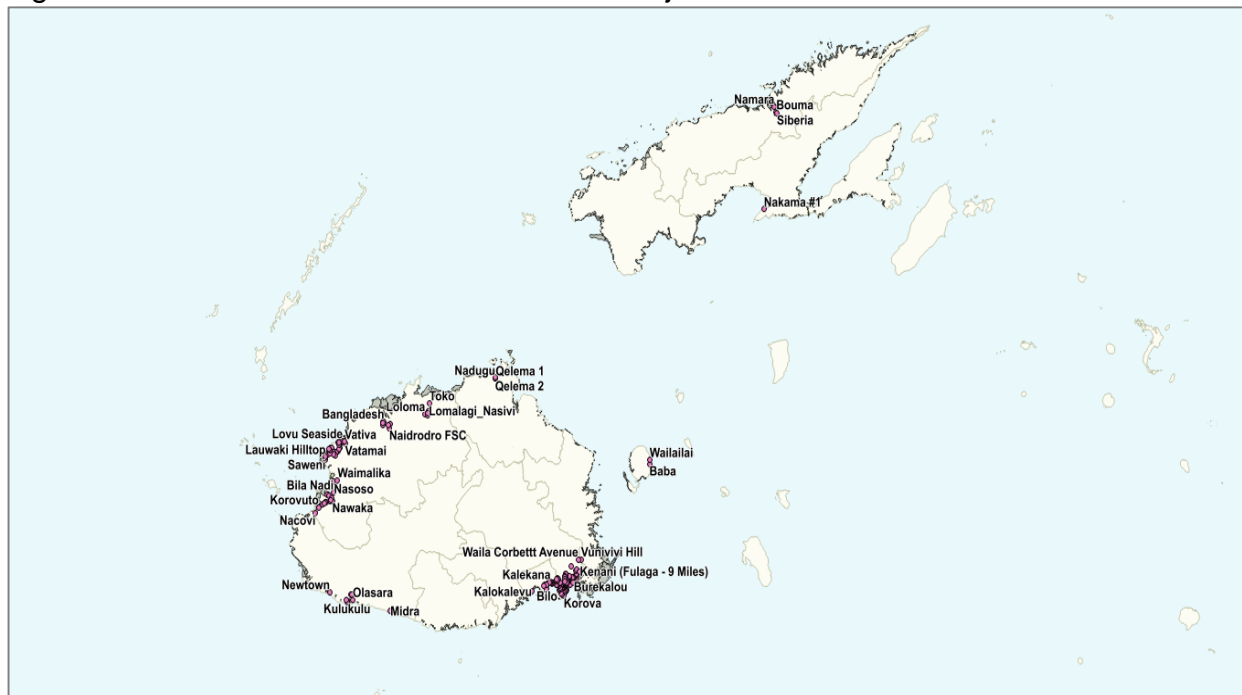 Namara
Bouma
Siberia
Nakama #1
Nadugu Qelema 1
Qelema 2
Toko
Loloma
Lomalagi_Nasivi
Bangladesh
Naidrodro FSC
Lovu Seaside Vativa
Lauwaki Hilltop
Vatamai
Saweni
Wailailai
Baba
Waimalika
Bila Nadi
Nasoso
Korovuto
Nawaka
Nacovi
Waila Corbettt Avenue Vunivivi Hill
Kalekana
Kenani (Fulaga - 9 Miles)
Newtown
Olasara
Kalokalevu
Burekalou
Bilo
Korova
Kulukulu
Midra